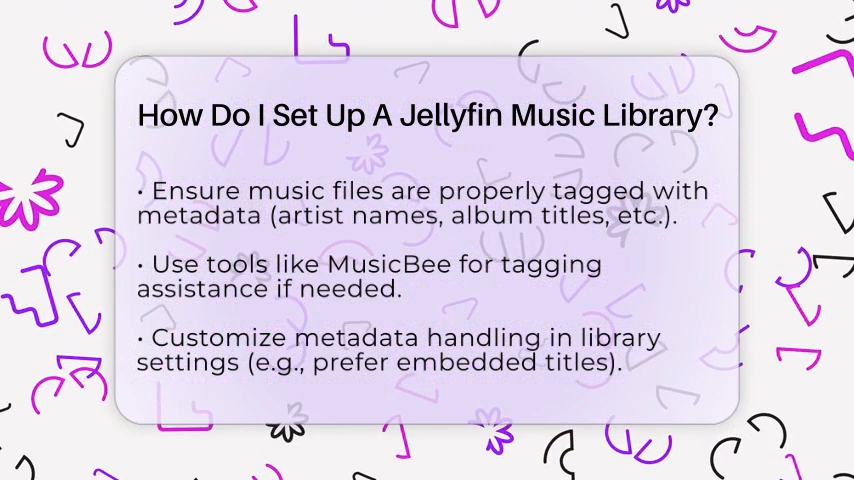 How Do I Set Up A Jellyfin Music Library?
• Ensure music files are properly tagged with
metadata (artist names, album titles, etc.).
• Use tools like MusicBee for tagging
assistance if needed.
• Customize metadata handling in library
settings (e.g., prefer embedded titles).